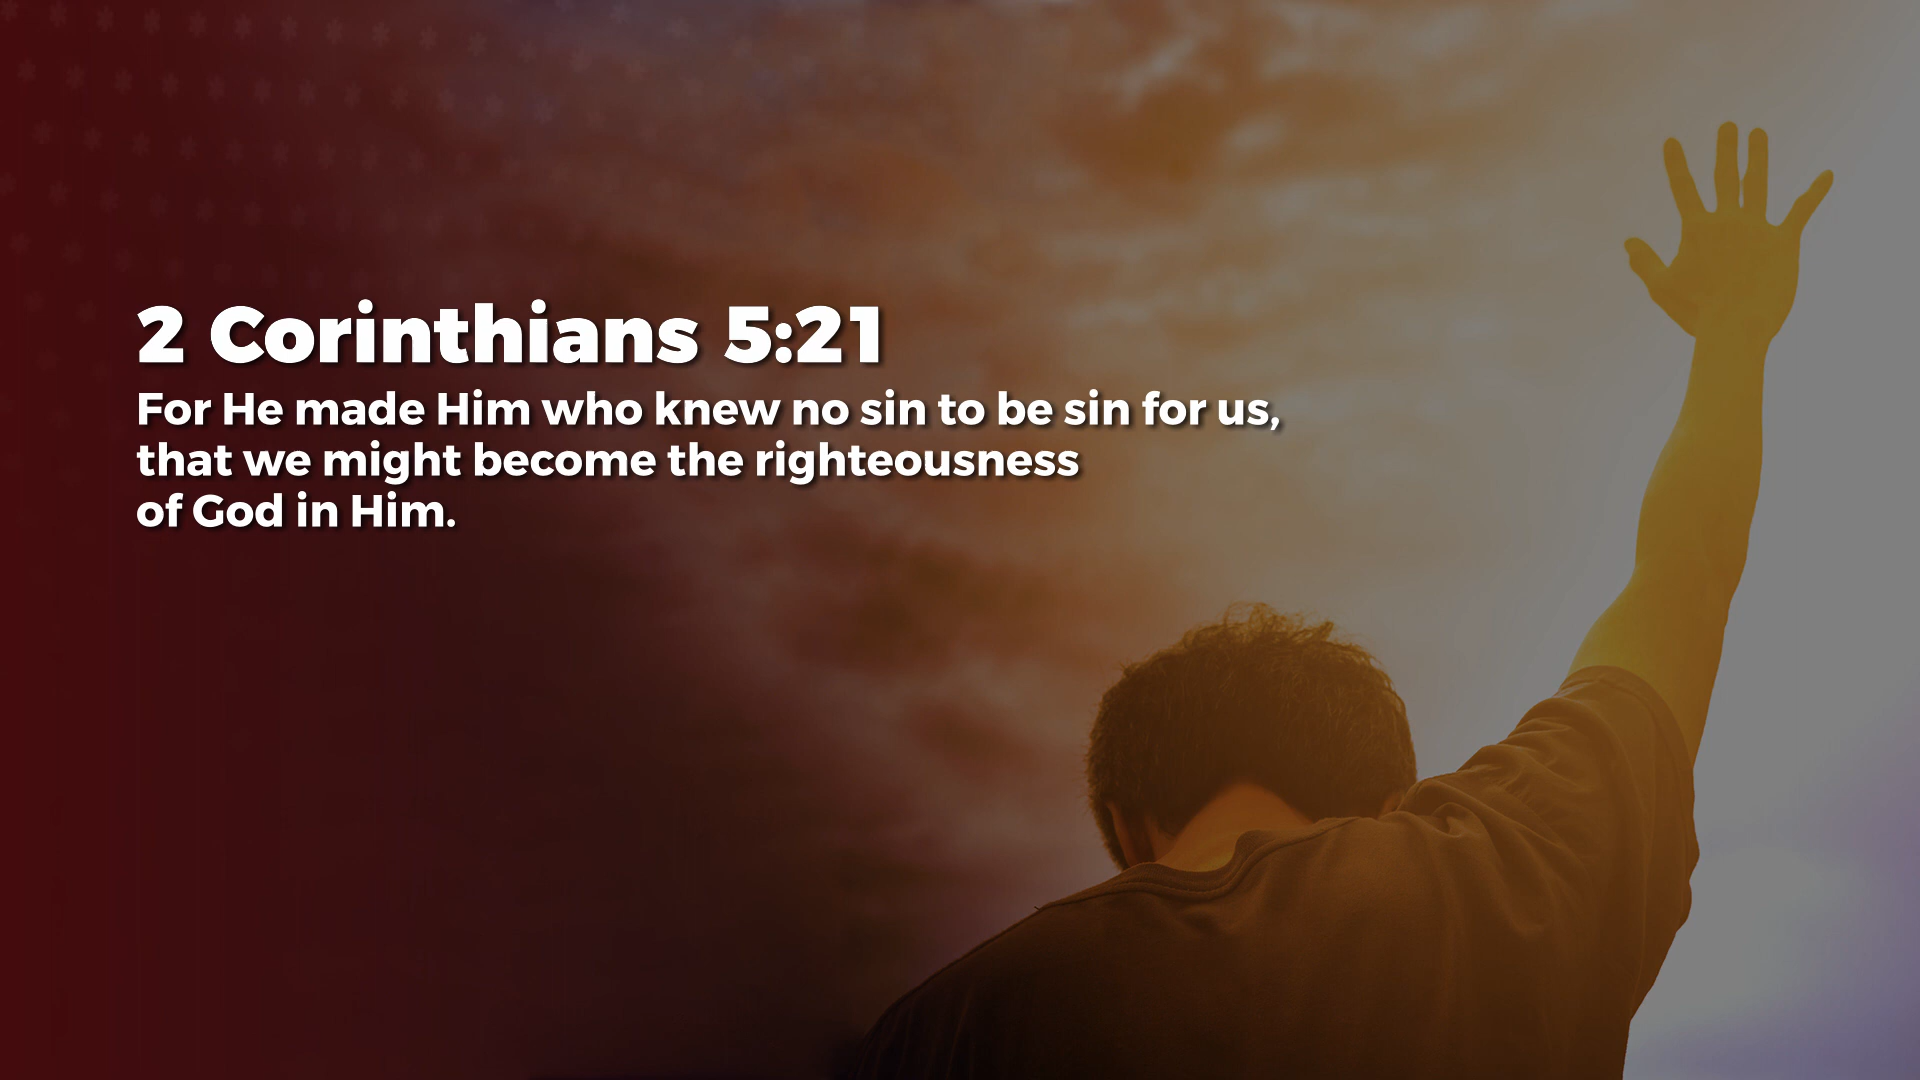 2 Corinthians 5:21
For He made Him who knew no sin to be sin for us,
that we might become the righteousness
of God in Him.